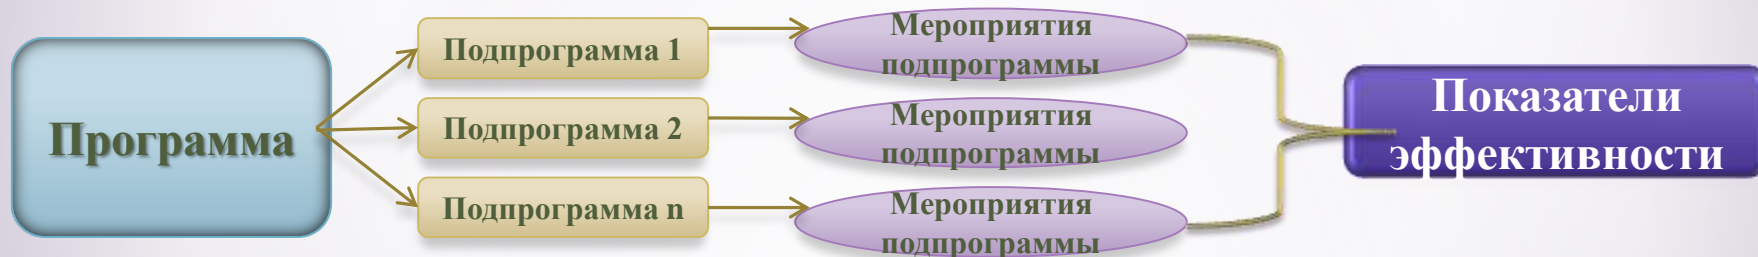 Программа
Подпрограмма 1
Мероприятия
подпрограммы
Подпрограмма 2
Мероприятия
подпрограммы
Подпрограмма n
Мероприятия
подпрограммы
Показатели
эффективности